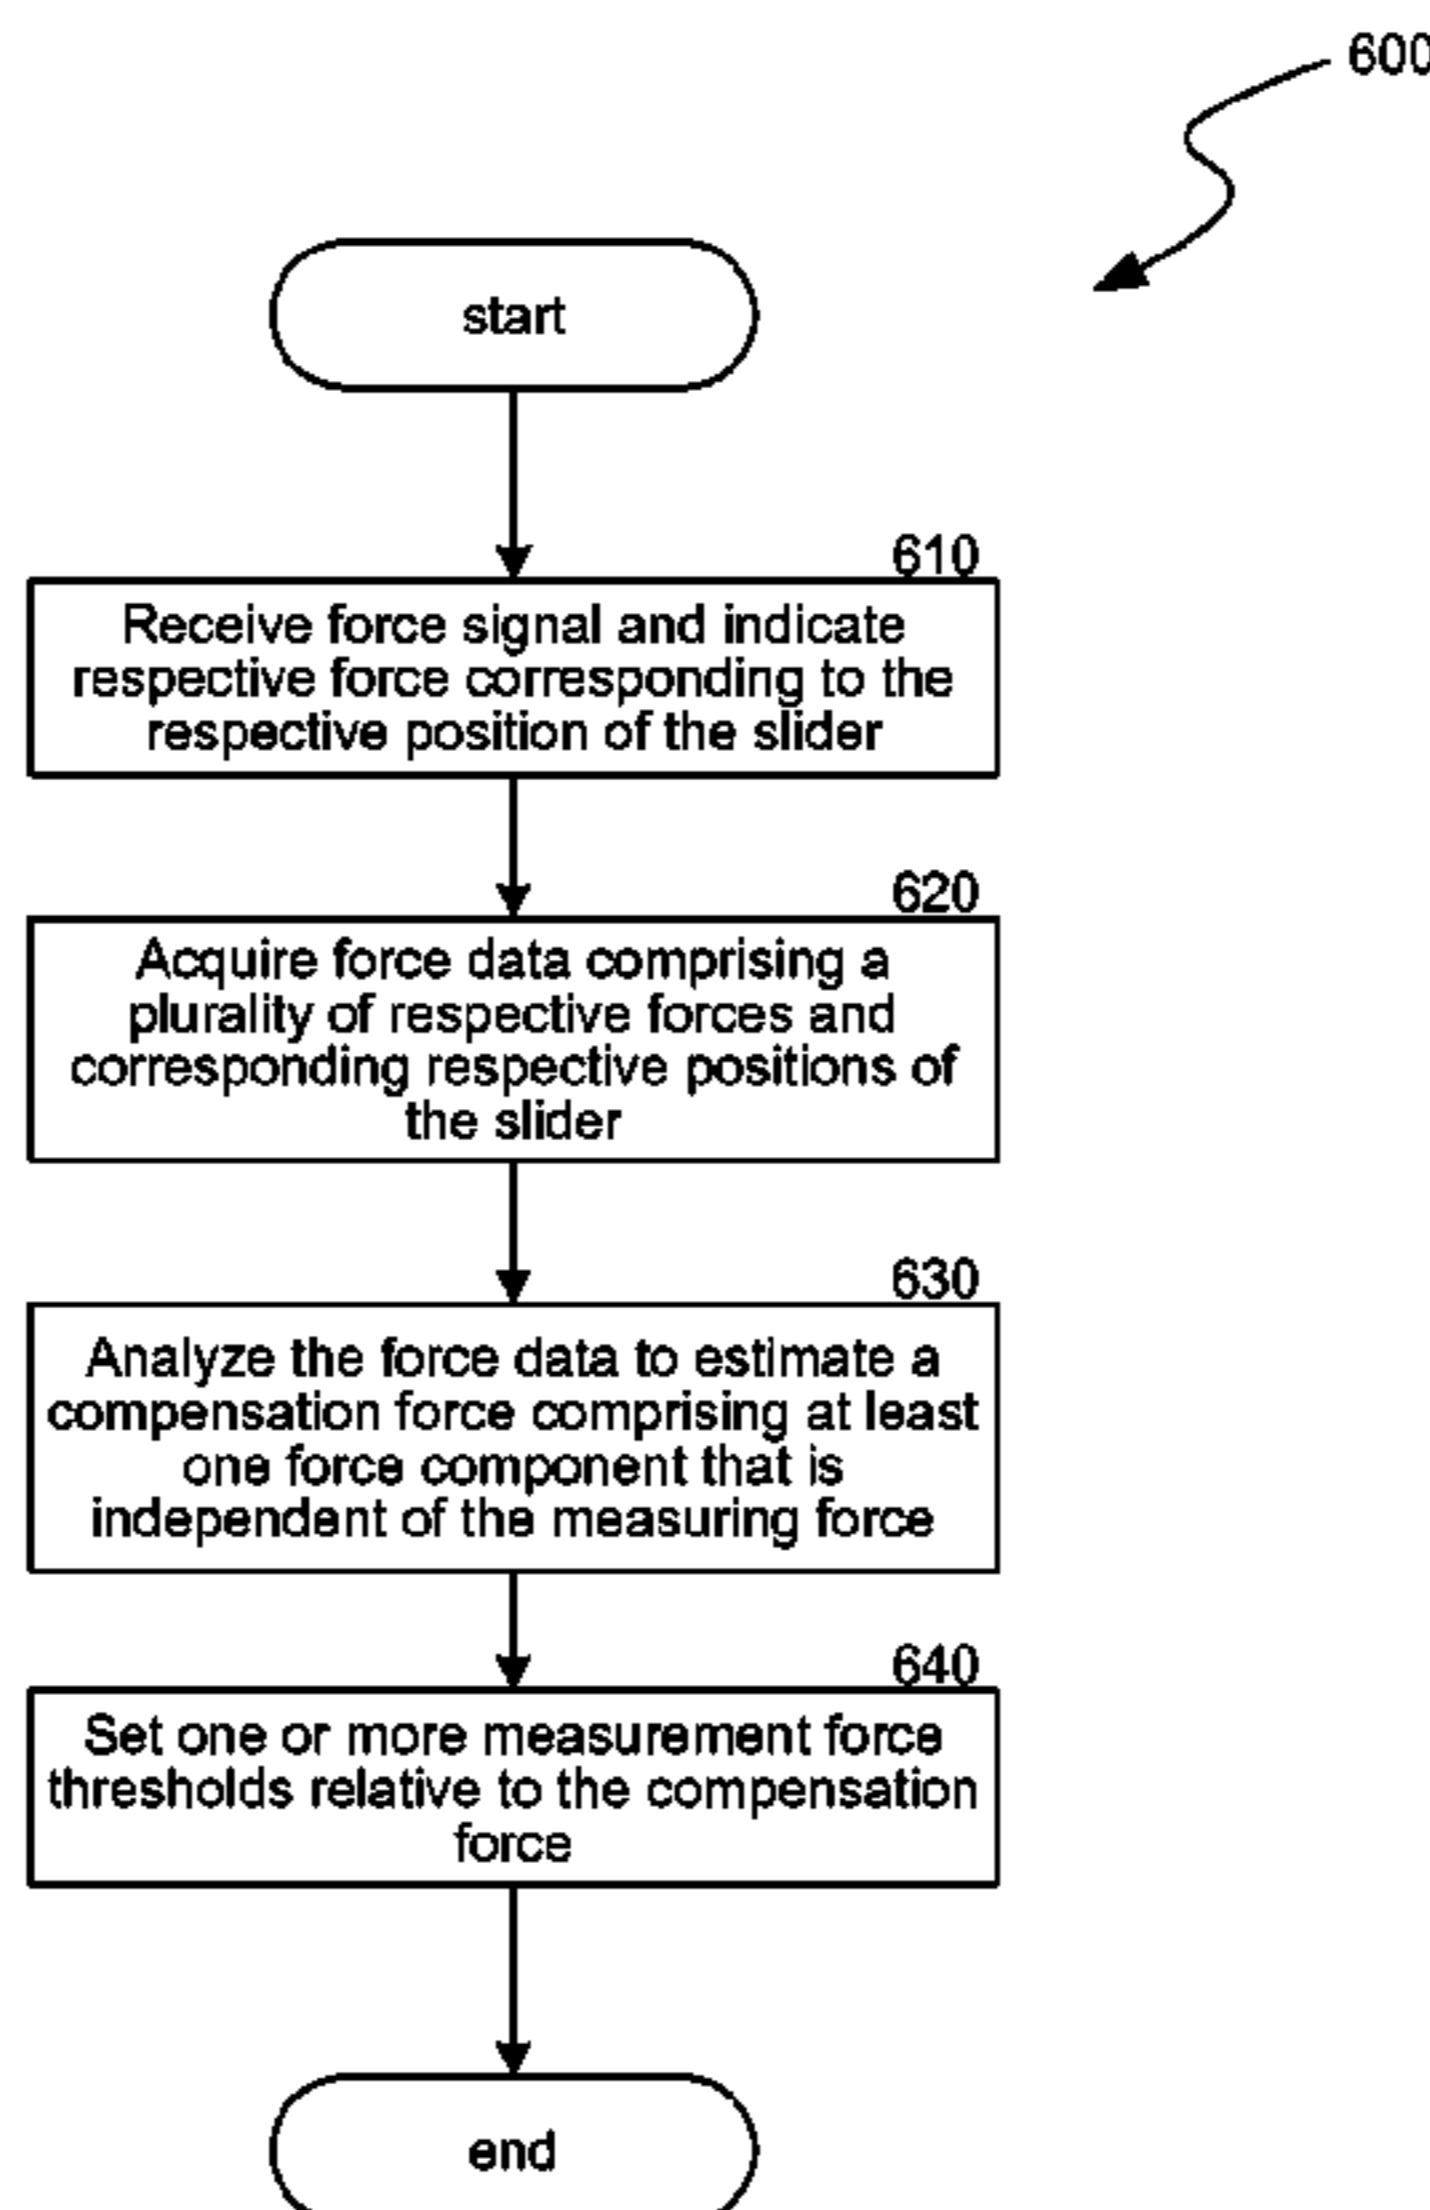 600
start
610
Receive force signal and indicate
respective force corresponding to the
respective position of the slider
620
Acquire force data comprising a
plurality of respective forces and
corresponding respective positions of
the slider
630
Analyze the force data to estimate a
compensation force comprising at least
one force component that is
independent of the measuring force
640
Set one or more measurement force
thresholds relative to the compensation
force
end